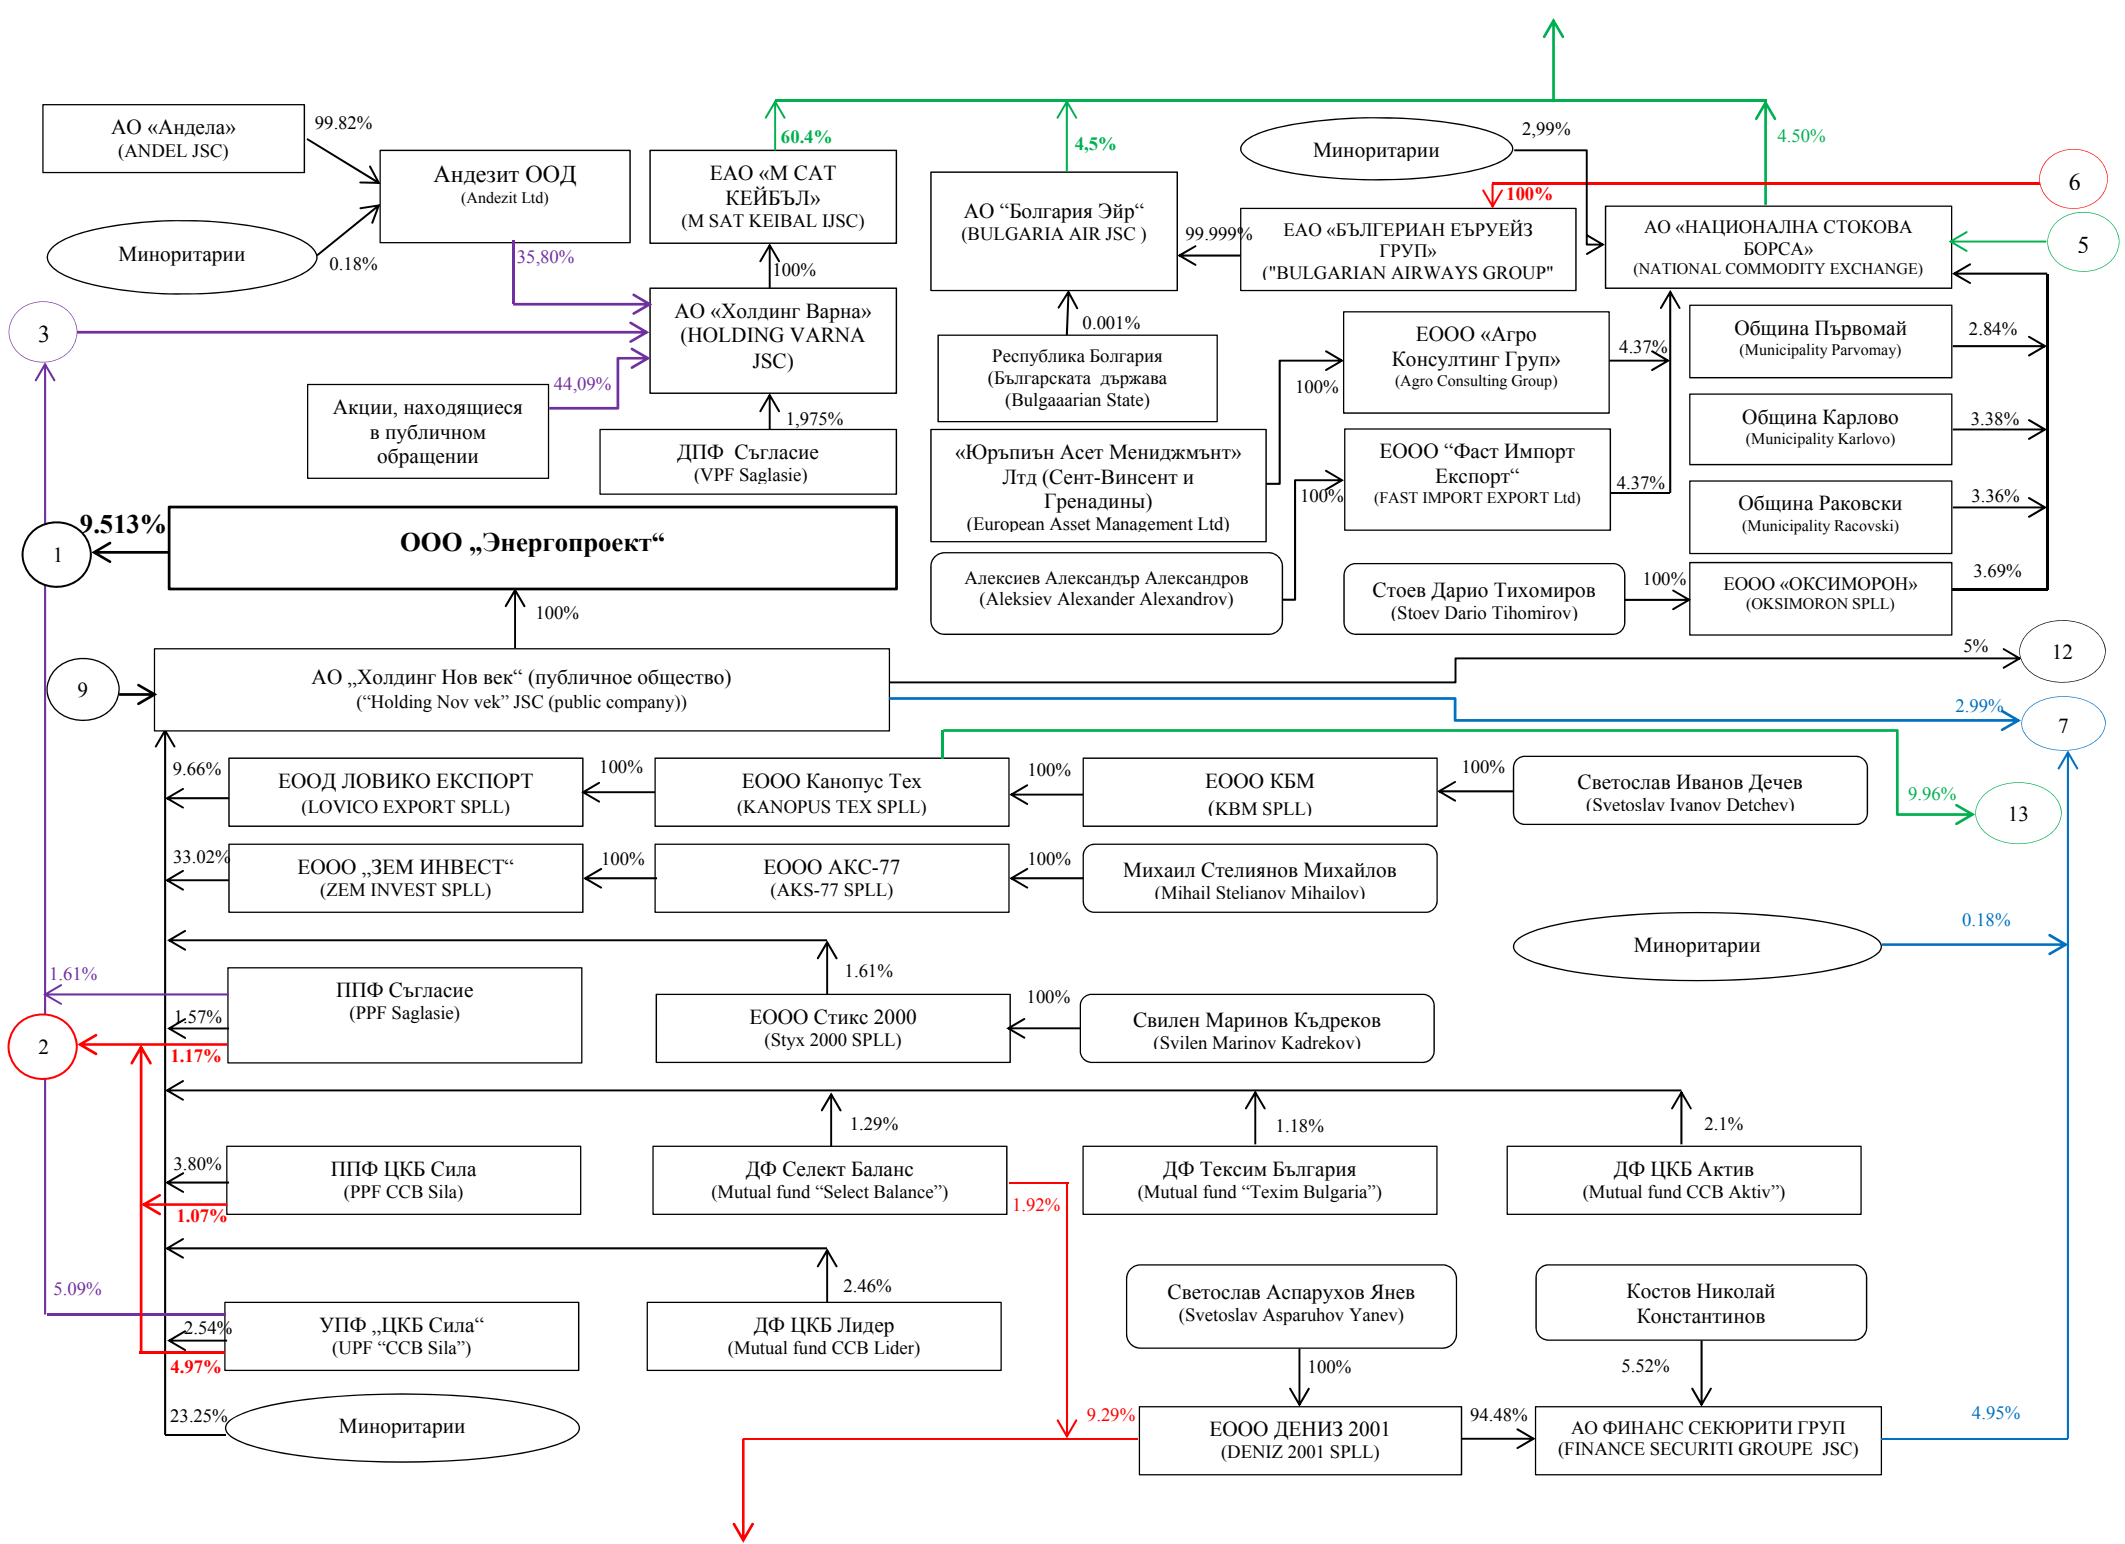 АО «Андела»
(ANDEL JSC)
99.82%
Андезит ООД
(Andezit Ltd)
Миноритарии
0.18%
35,80%
60.4%
ЕАО «М САТ
КЕЙБЪЛ»
(M SAT KEIBAL IJSC)
100%
4,5%
АО “Болгария Эйр“
(BULGARIA AIR JSC )
99.999%
Миноритарии
2,99%
100%
ЕАО «БЪЛГЕРИАН ЕЪРУЕЙЗ
ГРУП»
("BULGARIAN AIRWAYS GROUP"
4.50%
6
5
АО «НАЦИОНАЛНА СТОКОВА
БОРСА»
(NATIONAL COMMODITY EXCHANGE)
3
АО «Холдинг Варна»
(HOLDING VARNA
JSC)
44,09%
Акции, находящиеся
в публичном
обращении
1,975%
ДПФ Съгласие
(VPF Saglasie)
0.001%
Республика Болгария
(Българската държава
(Bulgaaarian State)
100%
ЕООО «Агро
Консултинг Груп»
(Agro Consulting Group)
4.37%
Община Първомай
(Municipality Parvomay)
2.84%
Община Карлово
(Municipality Karlovo)
3.38%
«Юръпиън Асет Мениджмънт»
Лтд (Сент-Винсент и
Гренадины)
(European Asset Management Ltd)
100%
ЕООО “Фаст Импорт
Експорт“
(FAST IMPORT EXPORT Ltd)
4.37%
Община Раковски
(Municipality Racovski)
3.36%
1
9.513%
ООО „Энергопроект“
100%
Алексиев Александър Александров
(Aleksiev Alexander Alexandrov)
Стоев Дарио Тихомиров
(Stoev Dario Tihomirov)
100%
ЕООО «ОКСИМОРОН»
(OKSIMORON SPLL)
3.69%
9
АО „Холдинг Нов век“ (публичное общество)
(“Holding Nov vek” JSC (public company))
5%
12
2.99%
7
9.66%
ЕООД ЛОВИКО ЕКСПОРТ
(LOVICO EXPORT SPLL)
100%
ЕООО Канопус Тех
(KANOPUS TEX SPLL)
100%
ЕООО КБМ
(KBM SPLL)
100%
Светослав Иванов Дечев
(Svetoslav Ivanov Detchev)
9.96%
13
33.02%
ЕООО „ЗЕМ ИНВЕСТ“
(ZEM INVEST SPLL)
100%
ЕООО АКС-77
(AKS-77 SPLL)
100%
Михаил Стелиянов Михайлов
(Mihail Stelianov Mihailov)
Миноритарии
0.18%
1.61%
ППФ Съгласие
(PPF Saglasie)
1.57%
1.17%
2
1.61%
ЕООО Стикс 2000
(Styx 2000 SPLL)
100%
Свилен Маринов Къдреков
(Svilen Marinov Kadrekov)
3.80%
ППФ ЦКБ Сила
(PPF CCB Sila)
1.07%
1.29%
ДФ Селект Баланс
(Mutual fund “Select Balance”)
1.92%
1.18%
ДФ Тексим България
(Mutual fund “Texim Bulgaria”)
2.1%
ДФ ЦКБ Актив
(Mutual fund CCB Aktiv”)
5.09%
2.54%
УПФ „ЦКБ Сила“
(UPF “CCB Sila”)
4.97%
2.46%
ДФ ЦКБ Лидер
(Mutual fund CCB Lider)
Светослав Аспарухов Янев
(Svetoslav Asparuhov Yanev)
100%
Костов Николай
Константинов
5.52%
23.25%
Миноритарии
9.29%
ЕООО ДЕНИЗ 2001
(DENIZ 2001 SPLL)
94.48%
АО ФИНАНС СЕКЮРИТИ ГРУП
(FINANCE SECURITI GROUPE JSC)
4.95%